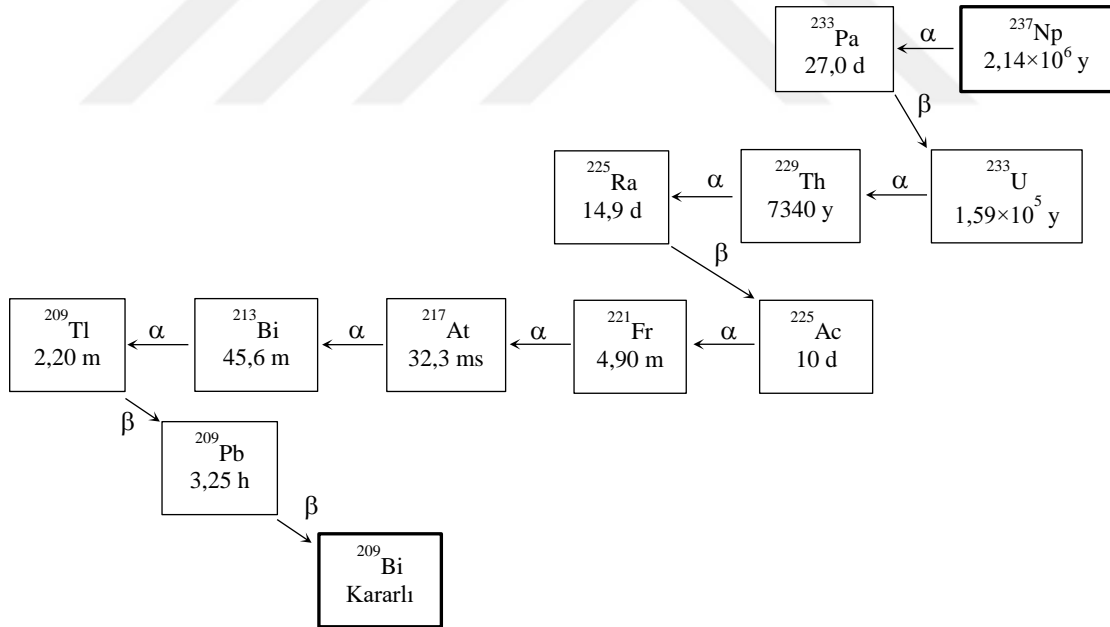 ²³³Pa
27,0 d
α
²³⁷Np
2,14×10⁶ y
β
²²⁵Ra
14,9 d
α
²²⁹Th
7340 y
α
²³³U
1,59×10⁵ y
β
²⁰⁹Tl
2,20 m
α
²¹³Bi
45,6 m
α
²¹⁷At
32,3 ms
α
²²¹Fr
4,90 m
α
²²⁵Ac
10 d
β
²⁰⁹Pb
3,25 h
β
²⁰⁹Bi
Kararlı